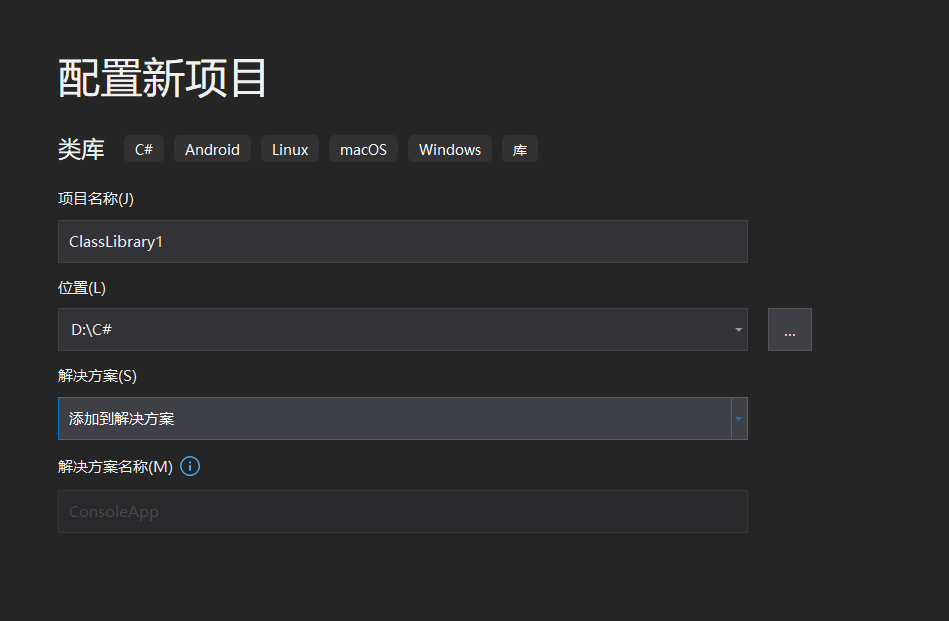 配置新项目
类库 C# Android Linux macOS Windows 库
项目名称(J)
ClassLibrary1
位置(L)
D:\C#
...
解决方案(S)
添加到解决方案
解决方案名称(M)
ConsoleApp